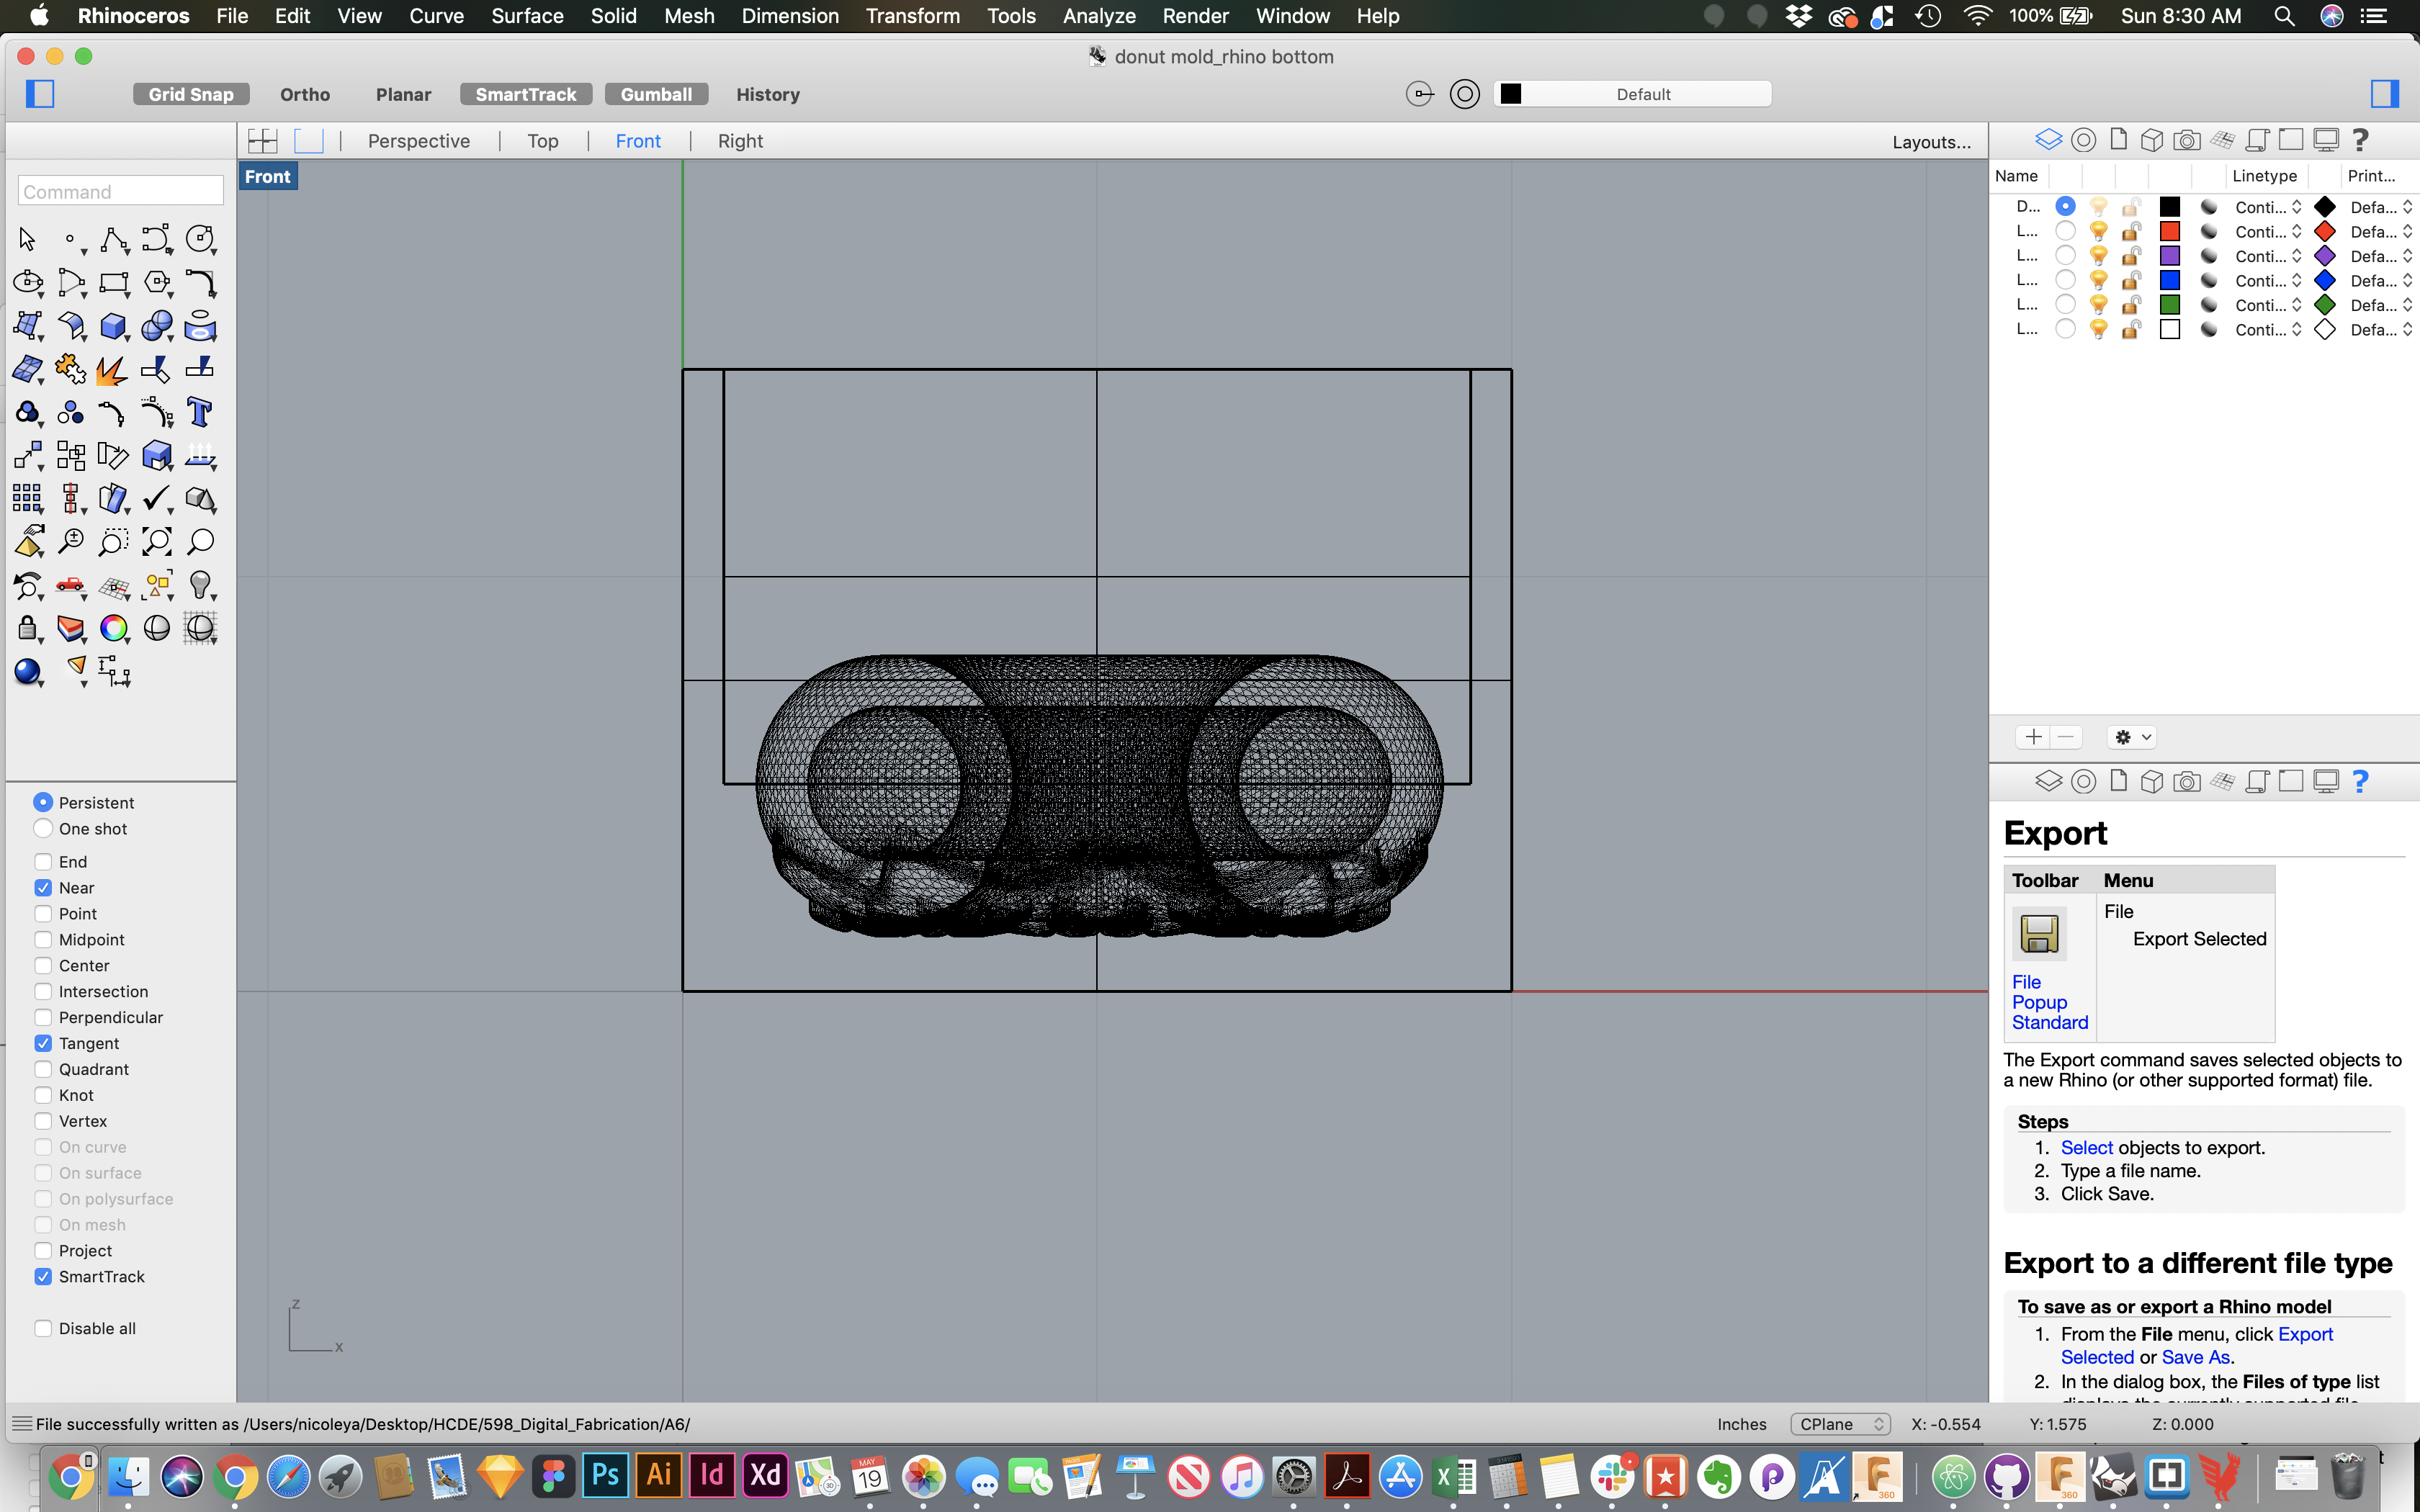 Rhinoceros File Edit View Curve Surface Solid Mesh Dimension Transform Tools Analyze Render Window Help 100% Sun 8:30 AM
donut mold_rhino bottom
Grid Snap Ortho Planar SmartTrack Gumball History Default
Perspective Top Front Right Layouts...
Front
Command
Persistent
One shot
End
Near
Point
Midpoint
Center
Intersection
Perpendicular
Tangent
Quadrant
Knot
Vertex
On curve
On surface
On polysurface
On mesh
Project
SmartTrack
Disable all
z
x
Name Linetype Print...
D... Conti... Defa...
L... Conti... Defa...
L... Conti... Defa...
L... Conti... Defa...
L... Conti... Defa...
L... Conti... Defa...
Export
Toolbar Menu
File
Export Selected
File
Popup
Standard
The Export command saves selected objects to
a new Rhino (or other supported format) file.
Steps
1. Select objects to export.
2. Type a file name.
3. Click Save.
Export to a different file type
To save as or export a Rhino model
1. From the File menu, click Export
Selected or Save As.
2. In the dialog box, the Files of type list
File successfully written as /Users/nicoleya/Desktop/HCDE/598_Digital_Fabrication/A6/
Inches CPlane X: -0.554 Y: 1.575 Z: 0.000
Ps Ai Id Xd MAY 19 360 360